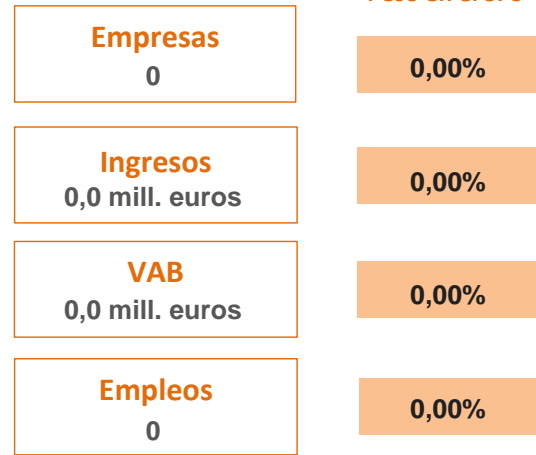 Empresas
0
0,00%
Ingresos
0,0 mill. euros
0,00%
VAB
0,0 mill. euros
0,00%
Empleos
0
0,00%